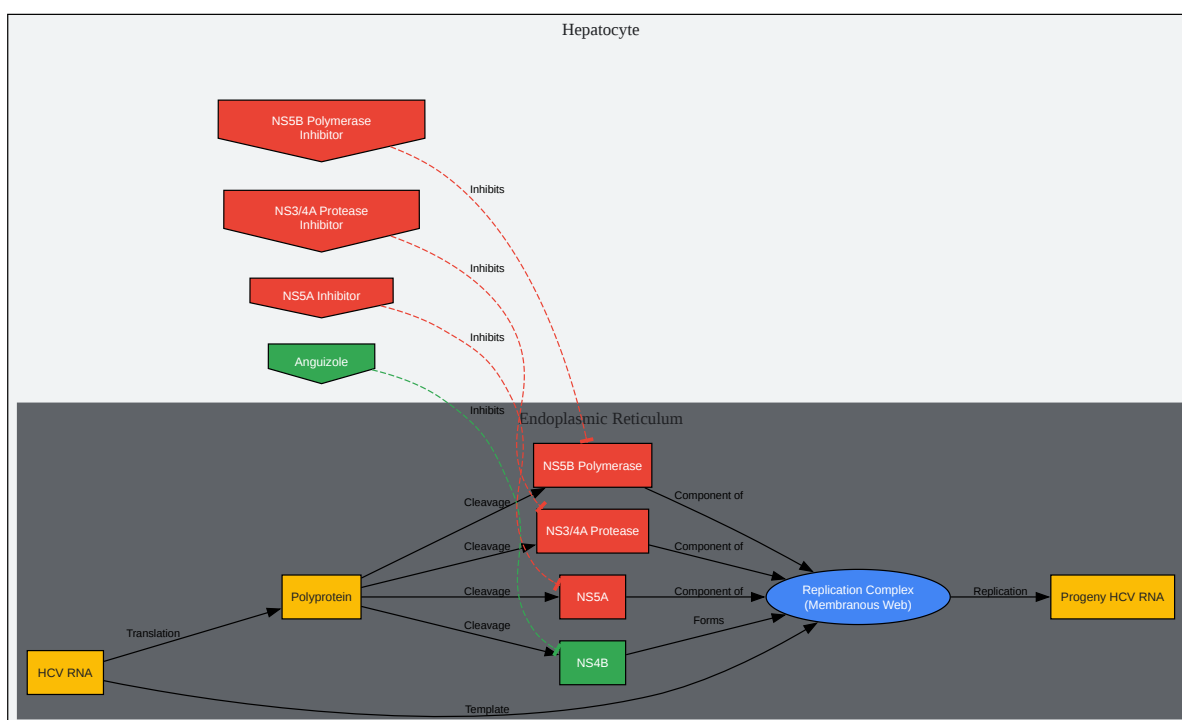 Hepatocyte
NS5B Polymerase
Inhibitor
Inhibits
NS3/4A Protease
Inhibitor
Inhibits
NS5A Inhibitor
Inhibits
Anguizole
Inhibits
Endoplasmic Reticulum
NS5B Polymerase
Cleavage
Component of
NS3/4A Protease
Cleavage
Component of
Polyprotein
Cleavage
NS5A
Component of
Replication Complex
(Membranous Web)
Replication
Progeny HCV RNA
Translation
Cleavage
Forms
NS4B
HCV RNA
Template